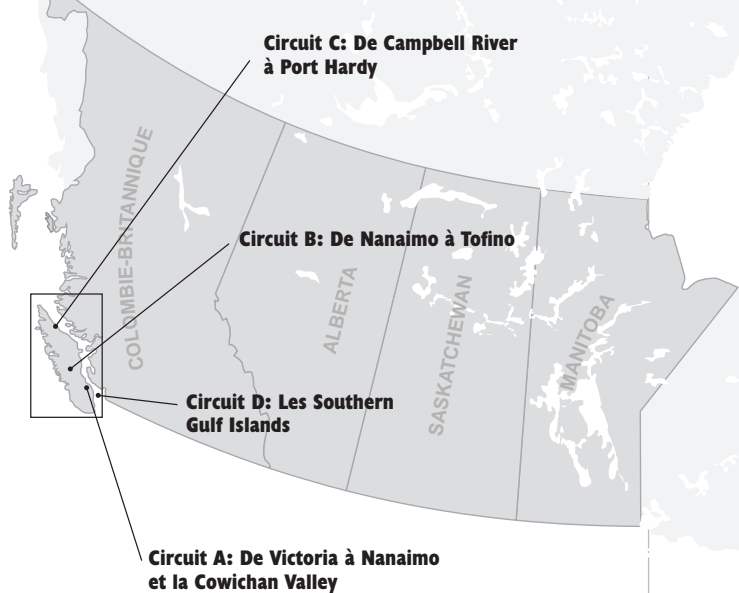 Circuit C: De Campbell River
à Port Hardy
COLOMBIE-BRITANNIQUE
Circuit B: De Nanaimo à Tofino
ALBERTA
SASKATCHEWAN
MANITOBA
Circuit D: Les Southern
Gulf Islands
Circuit A: De Victoria à Nanaimo
et la Cowichan Valley